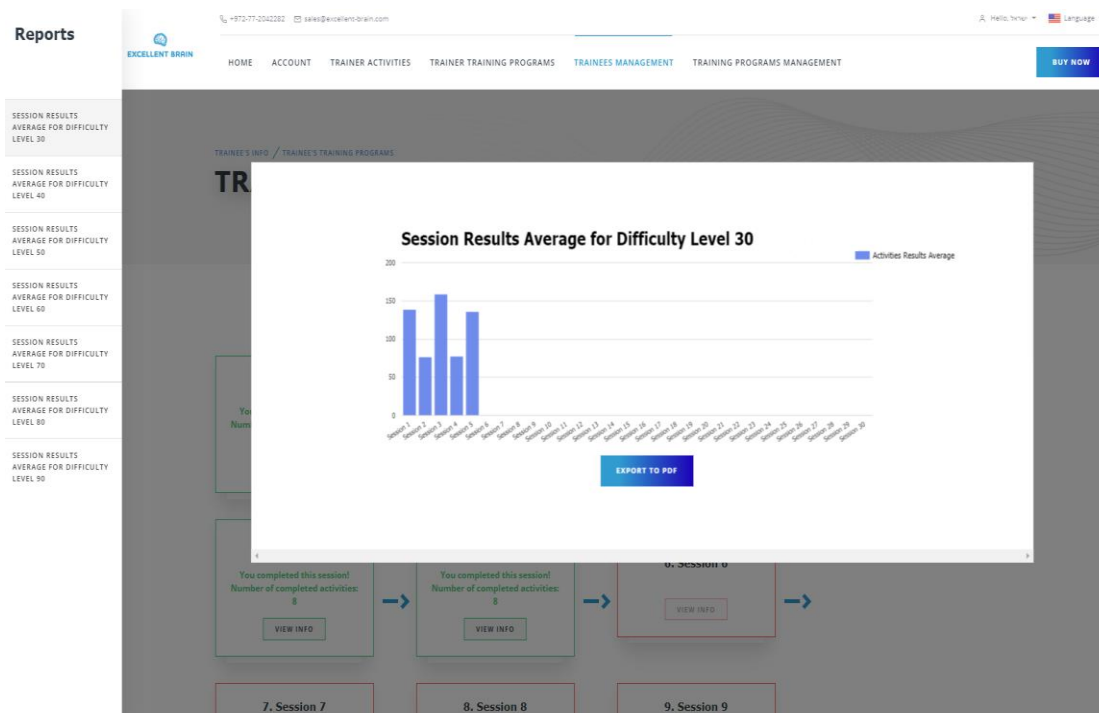 Reports
SESSION RESULTS
AVERAGE FOR DIFFICULTY
LEVEL 30
SESSION RESULTS
AVERAGE FOR DIFFICULTY
LEVEL 40
SESSION RESULTS
AVERAGE FOR DIFFICULTY
LEVEL 50
SESSION RESULTS
AVERAGE FOR DIFFICULTY
LEVEL 60
SESSION RESULTS
AVERAGE FOR DIFFICULTY
LEVEL 70
SESSION RESULTS
AVERAGE FOR DIFFICULTY
LEVEL 80
SESSION RESULTS
AVERAGE FOR DIFFICULTY
LEVEL 90
+972-77-2042282 sales@excellent-brain.com Hello, ישראל Language
EXCELLENT BRAIN
HOME ACCOUNT TRAINER ACTIVITIES TRAINER TRAINING PROGRAMS TRAINEES MANAGEMENT TRAINING PROGRAMS MANAGEMENT BUY NOW
TRAINEE'S INFO / TRAINEE'S TRAINING PROGRAMS
TR
Session Results Average for Difficulty Level 30
Activities Results Average
200
150
100
50
0
Session 1 Session 2 Session 3 Session 4 Session 5 Session 6 Session 7 Session 8 Session 9 Session 10 Session 11 Session 12 Session 13 Session 14 Session 15 Session 16 Session 17 Session 18 Session 19 Session 20 Session 21 Session 22 Session 23 Session 24 Session 25 Session 26 Session 27 Session 28 Session 29 Session 30
EXPORT TO PDF
Yo
Num
You completed this session!
Number of completed activities:
8
VIEW INFO
You completed this session!
Number of completed activities:
8
VIEW INFO
6. Session 6
VIEW INFO
7. Session 7
8. Session 8
9. Session 9